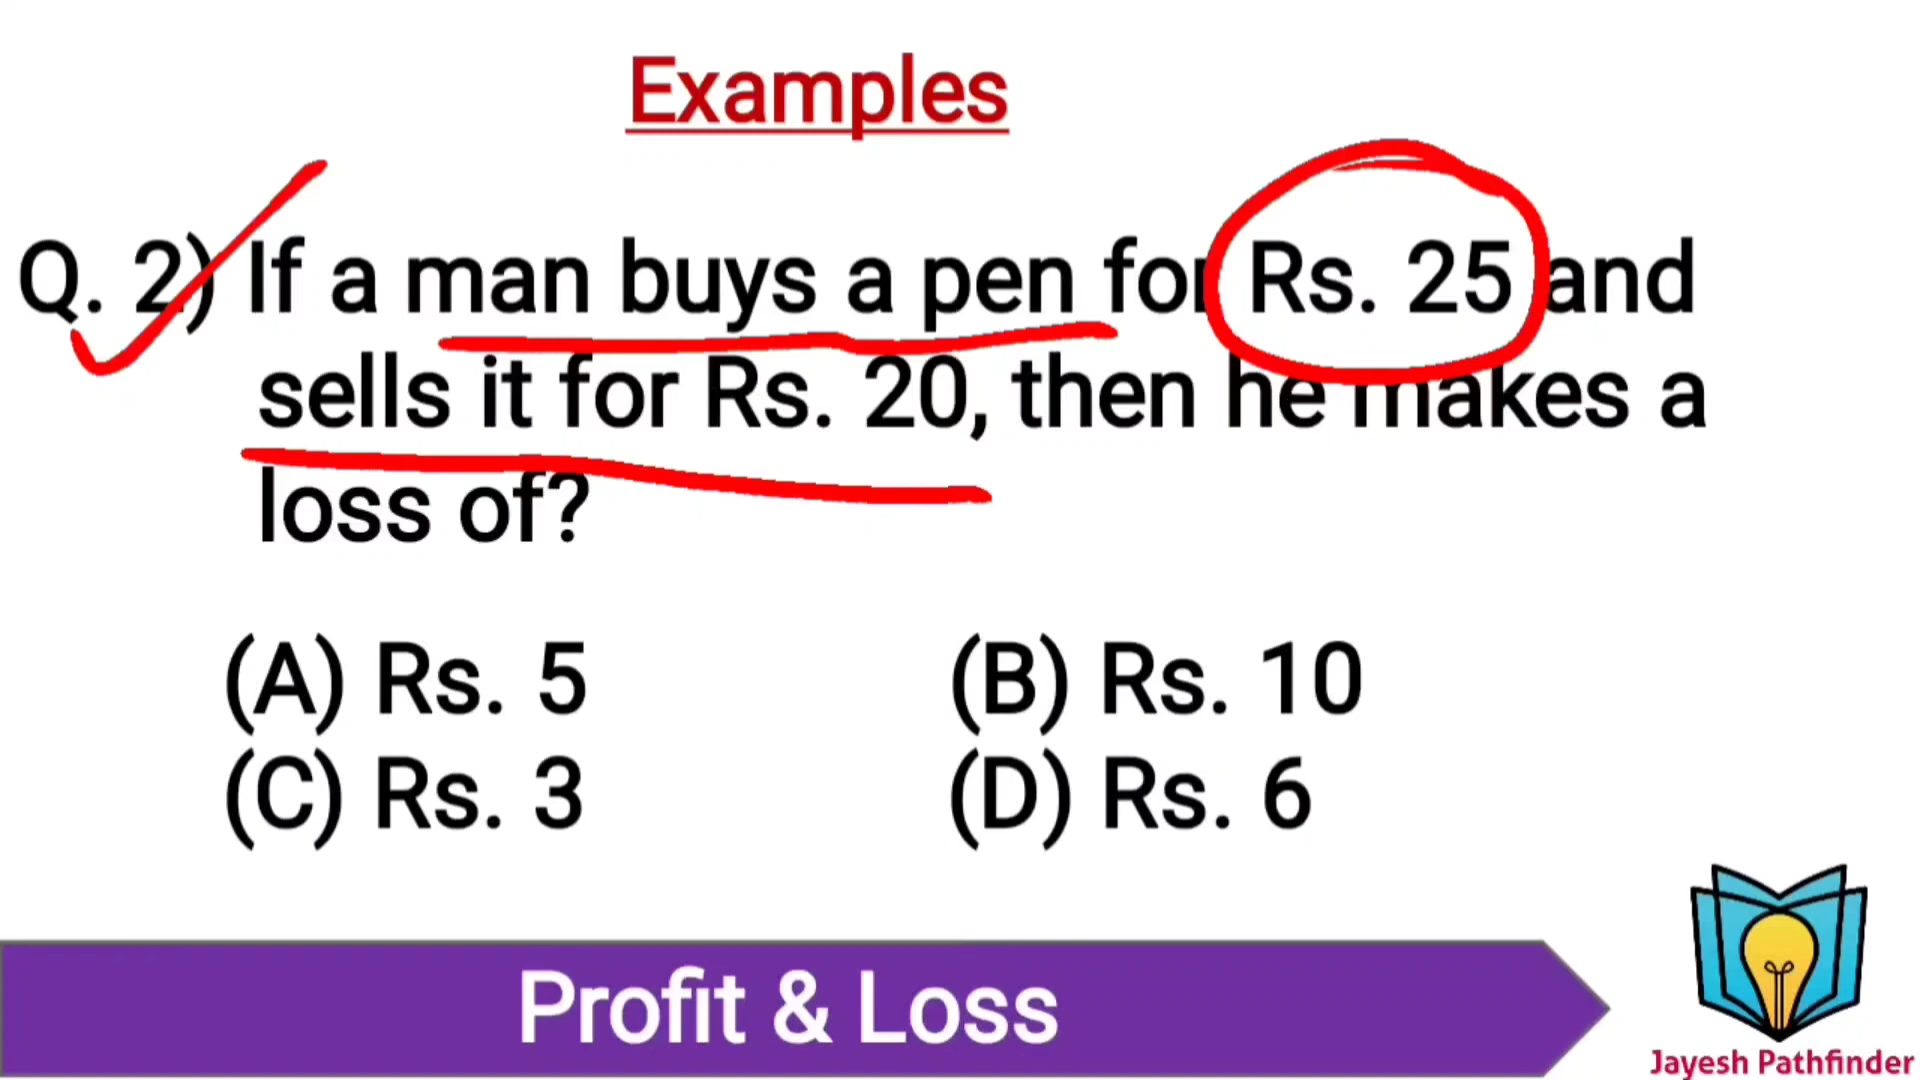 Examples
Q. 2) If a man buys a pen for Rs. 25 and
sells it for Rs. 20, then he makes a
loss of?
(A) Rs. 5 (B) Rs. 10
(C) Rs. 3 (D) Rs. 6
Profit & Loss
Jayesh Pathfinder